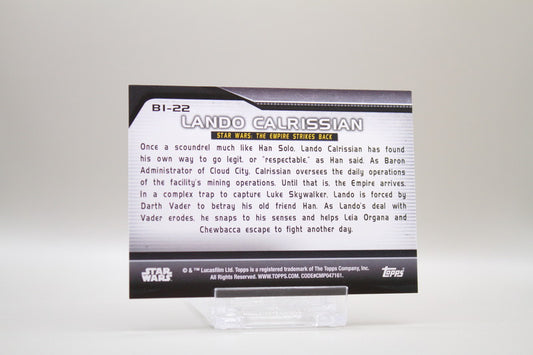 BI-22
LANDO CALRISSIAN
STAR WARS: THE EMPIRE STRIKES BACK
Once a scoundrel much like Han Solo, Lando Calrissian has found
his own way to go legit, or "respectable," as Han said. As Baron
Administrator of Cloud City, Calrissian oversees the daily operations
of the facility's mining operations. Until that is, the Empire arrives.
In a complex trap to capture Luke Skywalker, Lando is forced by
Darth Vader to betray his old friend Han. As Lando's deal with
Vader erodes, he snaps to his senses and helps Leia Organa and
Chewbacca escape to fight another day.
STAR
WARS
© & ™ Lucasfilm Ltd. Topps is a registered trademark of The Topps Company, Inc.
All Rights Reserved. WWW.TOPPS.COM. CODE#CMP047161.
TOPPS